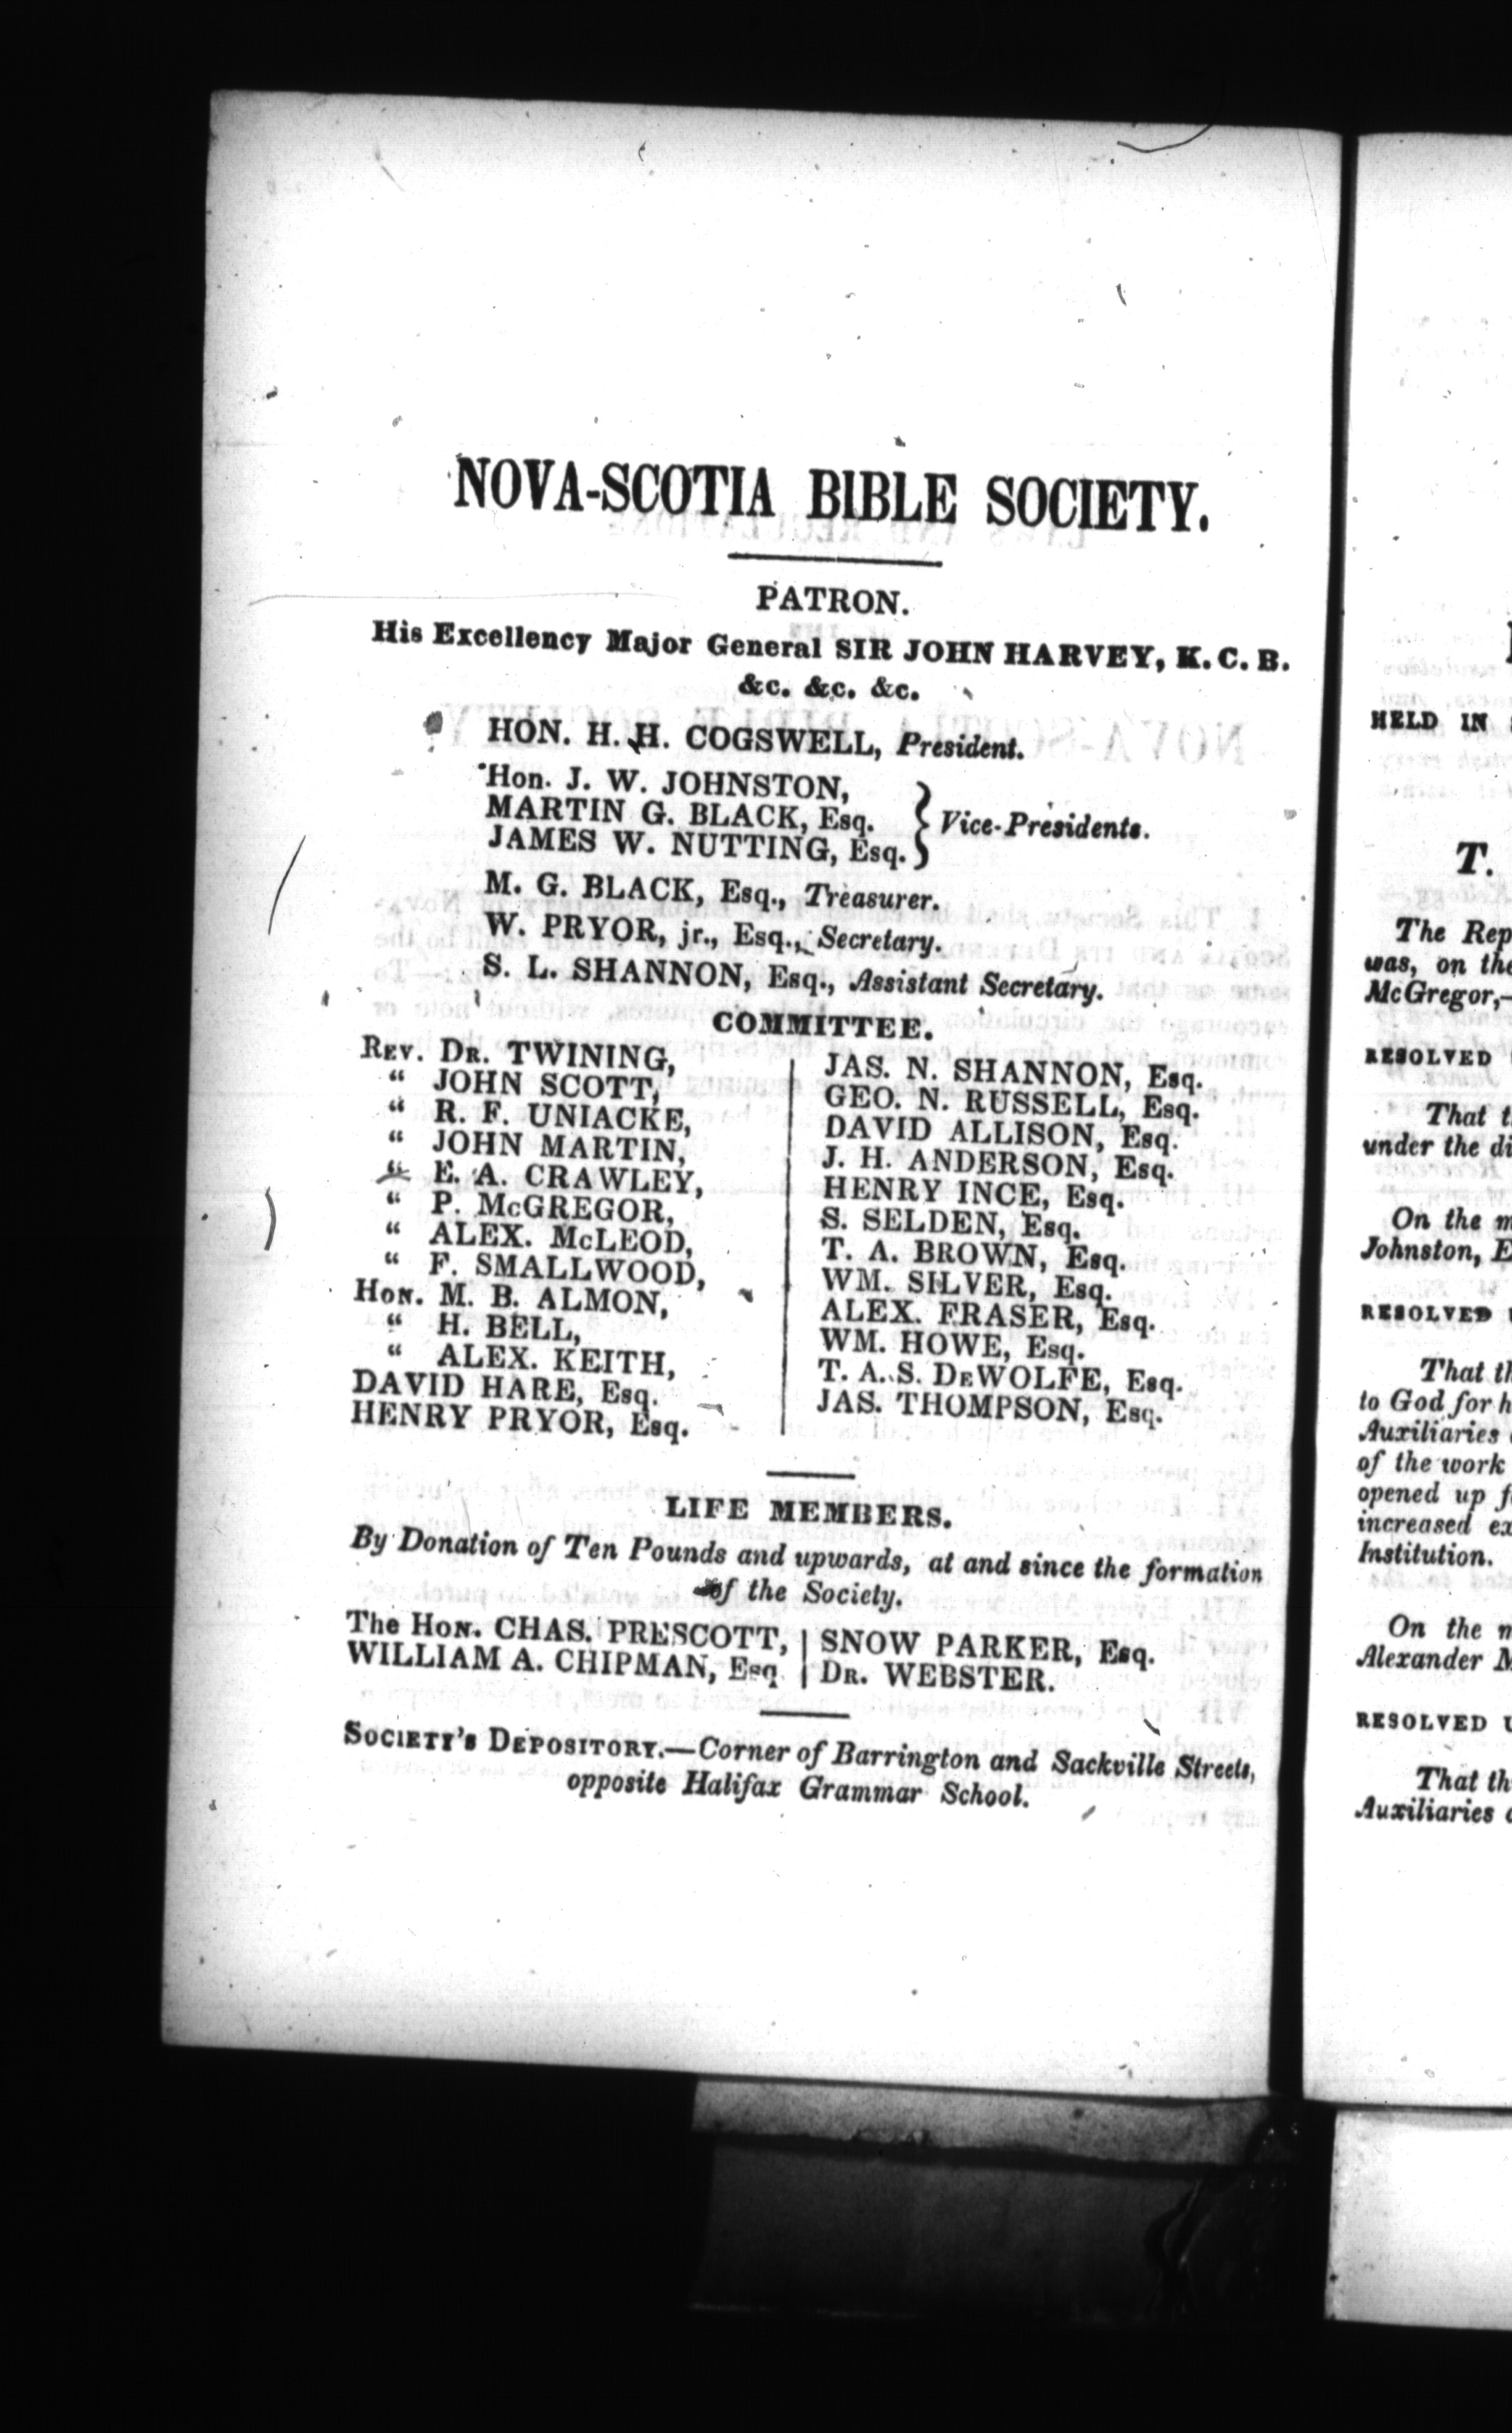 NOVA-SCOTIA BIBLE SOCIETY.
PATRON.
His Excellency Major General SIR JOHN HARVEY, K. C. B.
&c. &c. &c.
HON. H. H. COGSWELL, President.
Hon. J. W. JOHNSTON,
MARTIN G. BLACK, Esq.
JAMES W. NUTTING, Esq.
} Vice-Presidents.
M. G. BLACK, Esq., Treasurer.
W. PRYOR, jr., Esq., Secretary.
S. L. SHANNON, Esq., Assistant Secretary.
COMMITTEE.
REV. DR. TWINING,
“ JOHN SCOTT,
“ R. F. UNIACKE,
“ JOHN MARTIN,
“ E. A. CRAWLEY,
“ P. McGREGOR,
“ ALEX. McLEOD,
“ F. SMALLWOOD,
HON. M. B. ALMON,
“ H. BELL,
“ ALEX. KEITH,
DAVID HARE, Esq.
HENRY PRYOR, Esq.
JAS. N. SHANNON, Esq.
GEO. N. RUSSELL, Esq.
DAVID ALLISON, Esq.
J. H. ANDERSON, Esq.
HENRY INCE, Esq.
S. SELDEN, Esq.
T. A. BROWN, Esq.
WM. SILVER, Esq.
ALEX. FRASER, Esq.
WM. HOWE, Esq.
T. A. S. DEWOLFE, Esq.
JAS. THOMPSON, Esq.
LIFE MEMBERS.
By Donation of Ten Pounds and upwards, at and since the formation
of the Society.
The HON. CHAS. PRESCOTT,
WILLIAM A. CHIPMAN, Esq
SNOW PARKER, Esq.
DR. WEBSTER.
SOCIETY'S DEPOSITORY.—Corner of Barrington and Sackville Streets,
opposite Halifax Grammar School.
HELD IN
T.
The Rep
was, on the
McGregor,—
RESOLVED
That t
under the di
On the m
Johnston, E
RESOLVED
That th
to God for h
Auxiliaries
of the work
opened up f
increased ex
Institution.
On the m
Alexander M
RESOLVED U
That th
Auxiliaries